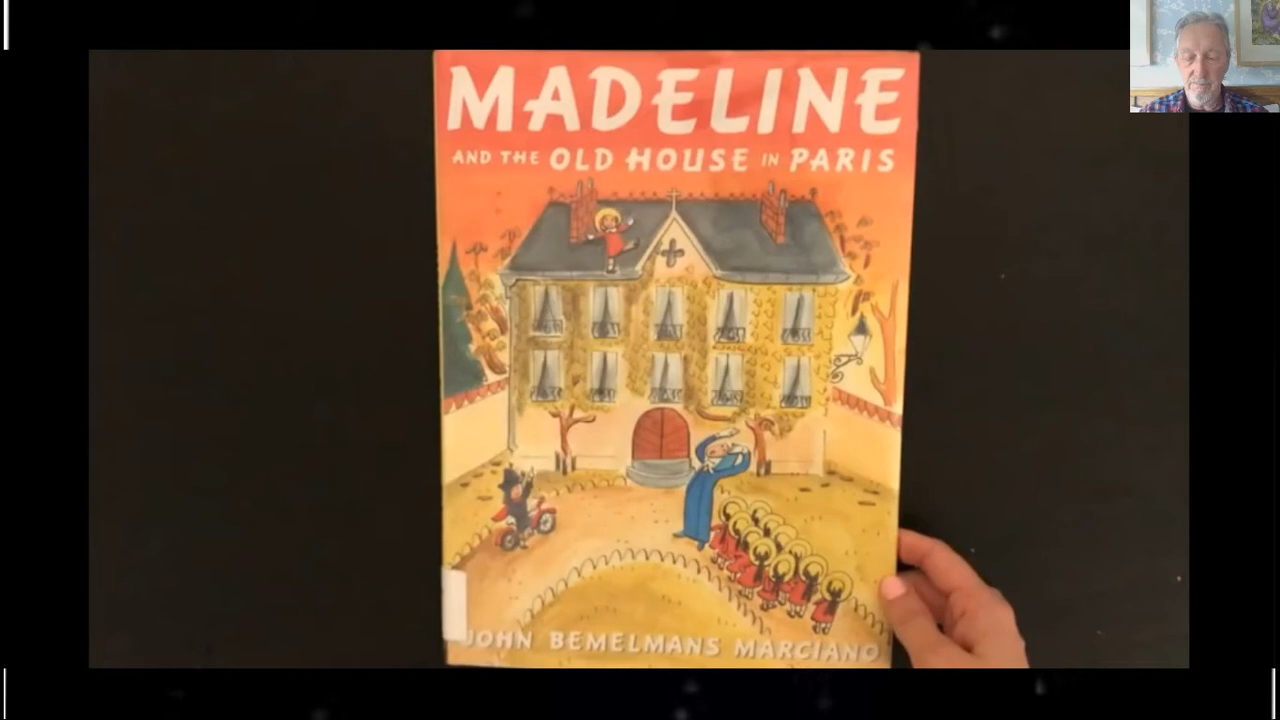 MADELINE
AND THE OLD HOUSE IN PARIS
JOHN BEMELMANS MARCIANO